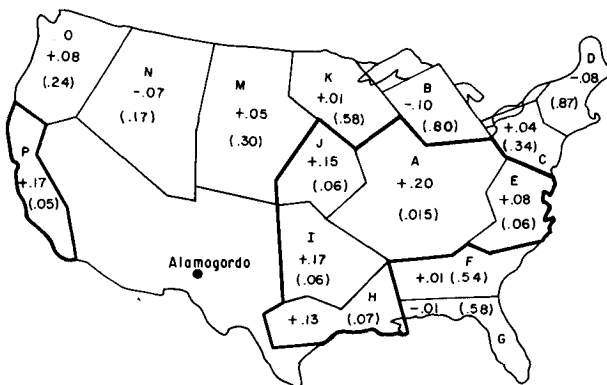 O
+.08
(.24)
N
-.07
(.17)
M
+.05
(.30)
K
+.01
(.58)
B
-.10
(.80)
D
-.08
(.87)
+.04
(.34)
C
P
+.17
(.05)
J
+.15
(.06)
A
+.20
(.015)
E
+.08
(.06)
Alamogordo
I
+.17
(.06)
F
+.01 (.54)
H
+.13 (.07)
-.01 (.58)
G